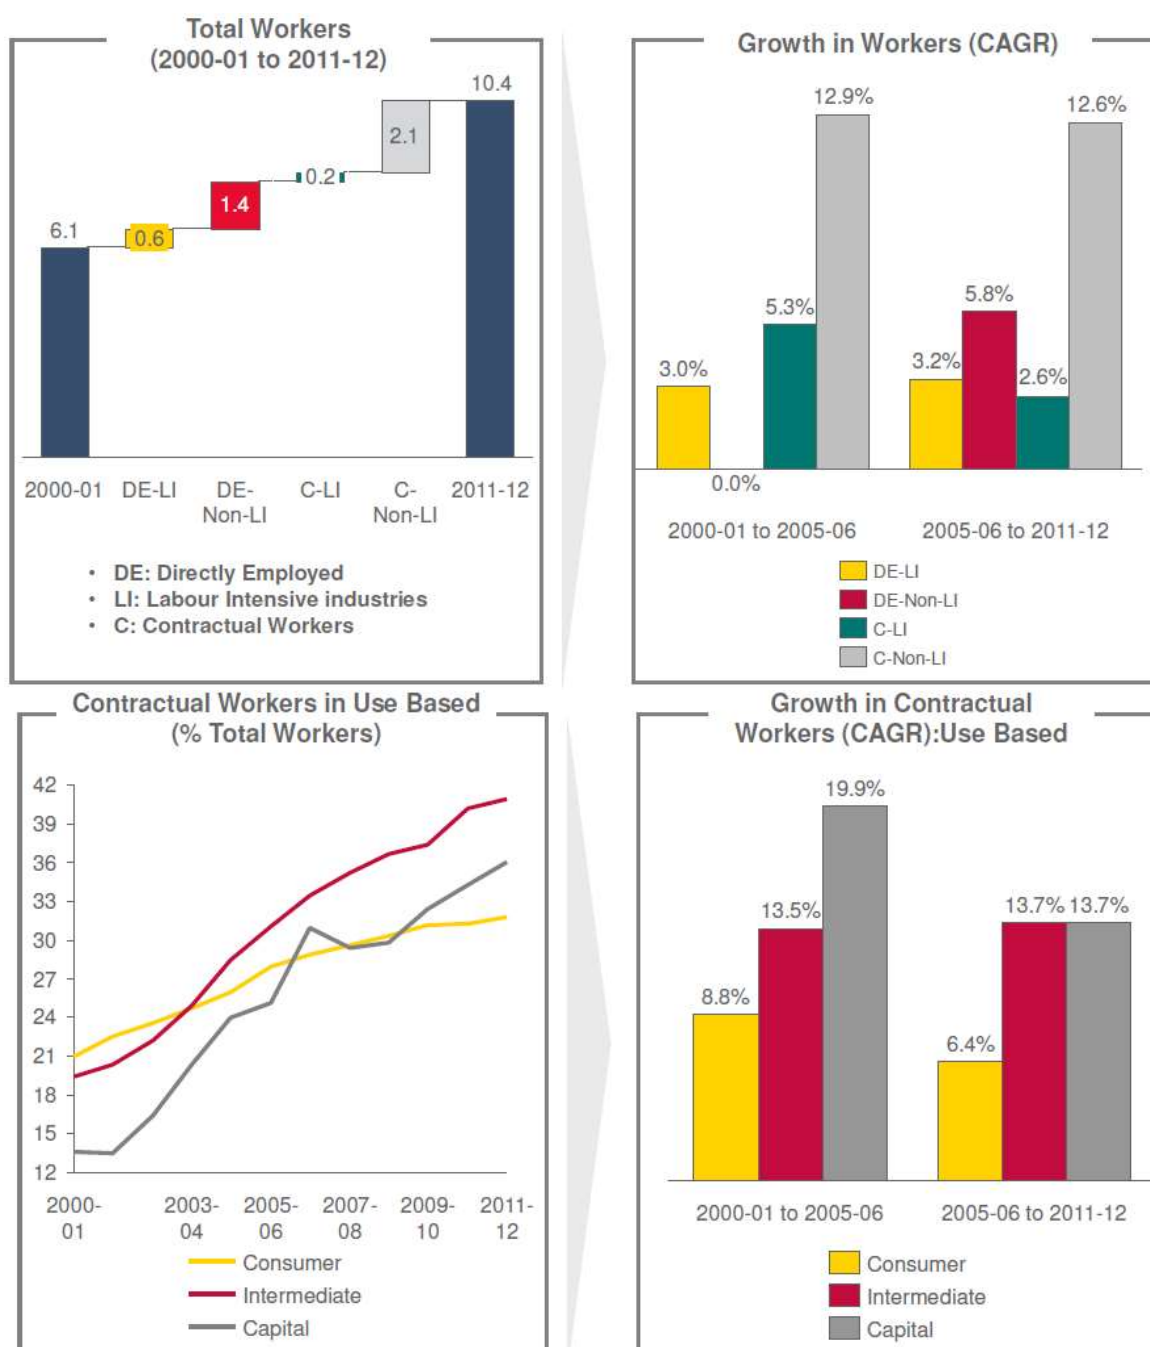 Total Workers
(2000-01 to 2011-12)
6.1
0.6
1.4
0.2
2.1
10.4
2000-01 DE-LI DE- C-LI C- 2011-12
Non-LI Non-LI
• DE: Directly Employed
• LI: Labour Intensive industries
• C: Contractual Workers
Growth in Workers (CAGR)
3.0%
0.0%
5.3%
12.9%
3.2%
5.8%
2.6%
12.6%
2000-01 to 2005-06 2005-06 to 2011-12
DE-LI
DE-Non-LI
C-LI
C-Non-LI
Contractual Workers in Use Based
(% Total Workers)
42
39
36
33
30
27
24
21
18
15
12
2000- 2003- 2005- 2007- 2009- 2011-
01 04 06 08 10 12
Consumer
Intermediate
Capital
Growth in Contractual
Workers (CAGR):Use Based
8.8%
13.5%
19.9%
6.4%
13.7%
13.7%
2000-01 to 2005-06 2005-06 to 2011-12
Consumer
Intermediate
Capital